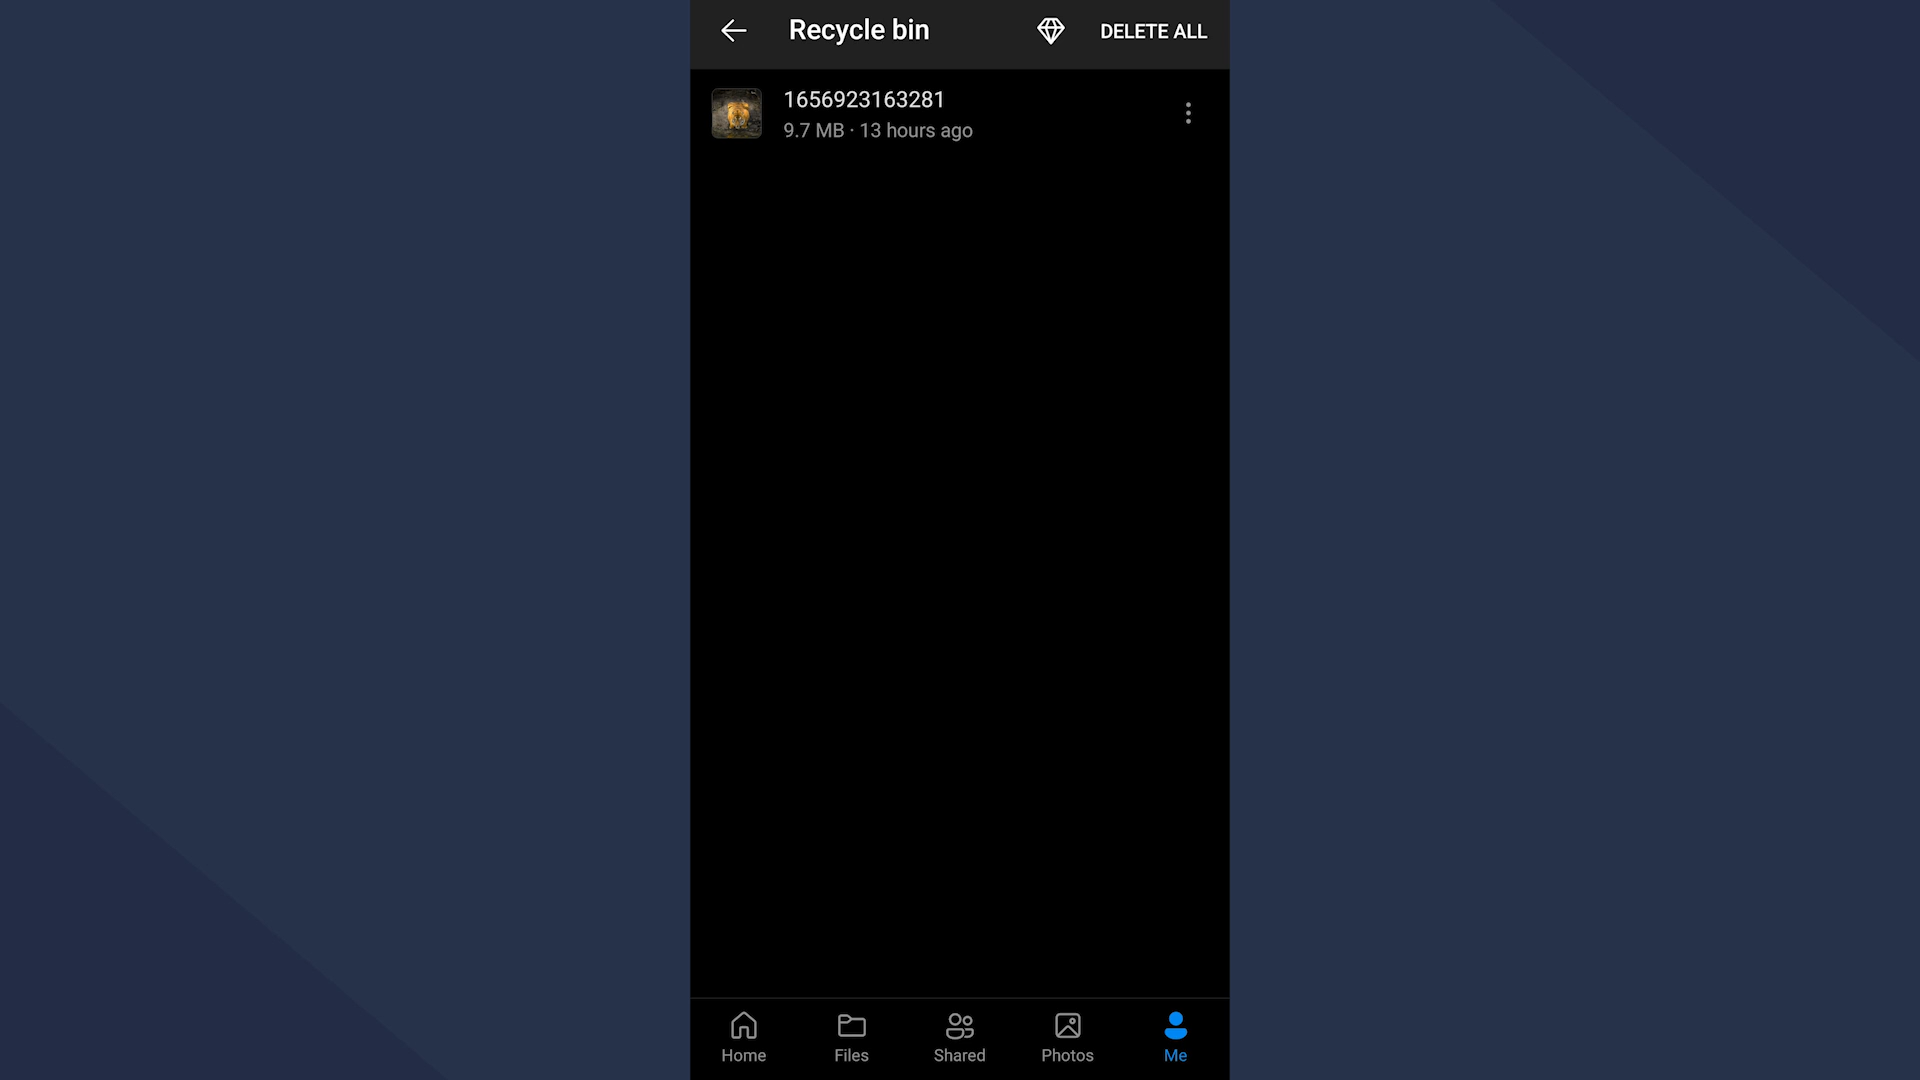 Recycle bin
DELETE ALL
1656923163281
9.7 MB · 13 hours ago
Home
Files
Shared
Photos
Me